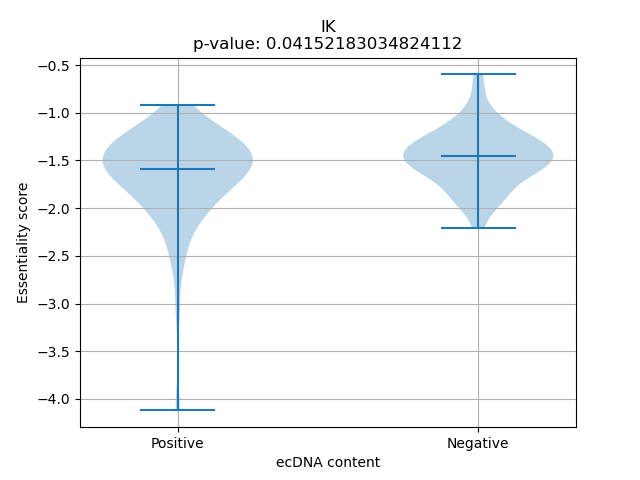 IK
p-value: 0.04152183034824112
Essentiality score
−0.5
−1.0
−1.5
−2.0
−2.5
−3.0
−3.5
−4.0
Positive
Negative
ecDNA content